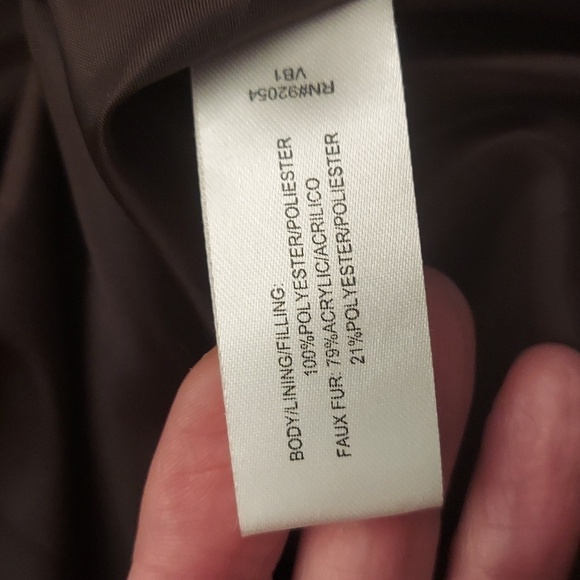 RN#92054
VB1
BODY/LINING/FILLING:
100%POLYESTER/POLIESTER
FAUX FUR: 79%ACRYLIC/ACRILICO
21%POLYESTER/POLIESTER